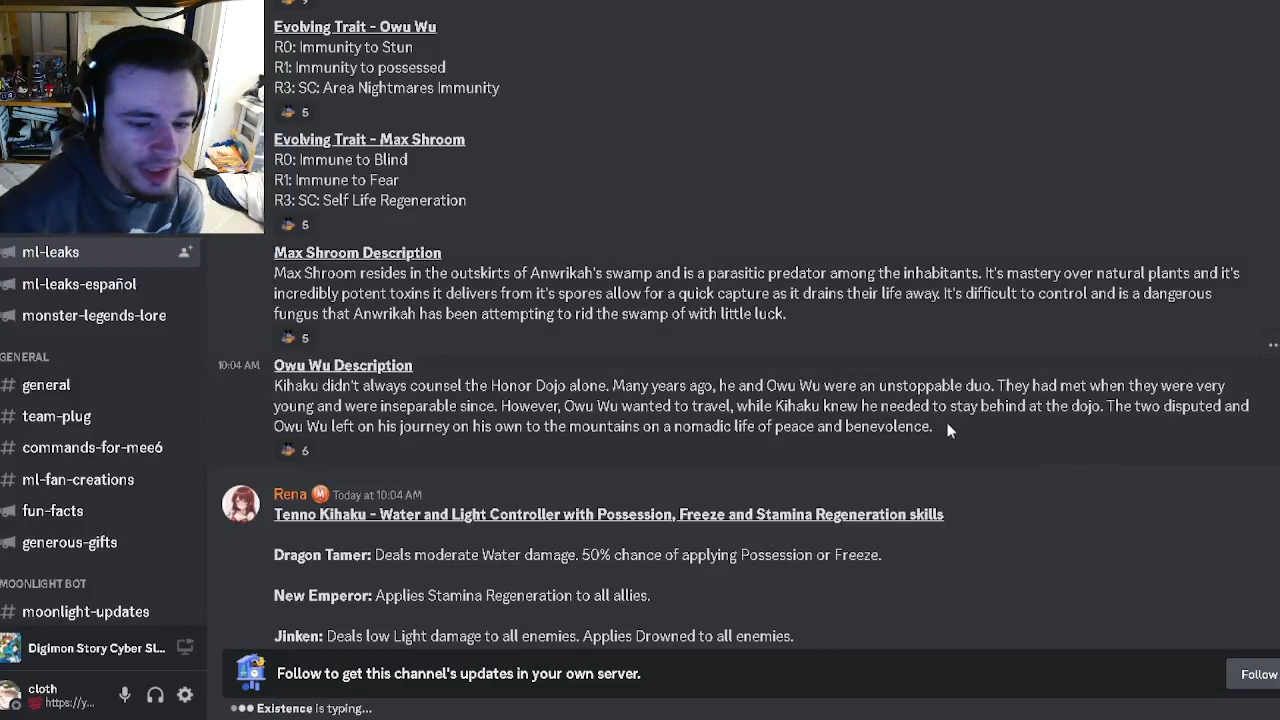 Evolving Trait - Owu Wu
R0: Immunity to Stun
R1: Immunity to possessed
R3: SC: Area Nightmares Immunity
5
Evolving Trait - Max Shroom
R0: Immune to Blind
R1: Immune to Fear
R3: SC: Self Life Regeneration
5
Max Shroom Description
Max Shroom resides in the outskirts of Anwrikah's swamp and is a parasitic predator among the inhabitants. It's mastery over natural plants and it's
incredibly potent toxins it delivers from it's spores allow for a quick capture as it drains their life away. It's difficult to control and is a dangerous
fungus that Anwrikah has been attempting to rid the swamp of with little luck.
5
10:04 AM
Owu Wu Description
Kihaku didn't always counsel the Honor Dojo alone. Many years ago, he and Owu Wu were an unstoppable duo. They had met when they were very
young and were inseparable since. However, Owu Wu wanted to travel, while Kihaku knew he needed to stay behind at the dojo. The two disputed and
Owu Wu left on his journey on his own to the mountains on a nomadic life of peace and benevolence.
6
Rena M Today at 10:04 AM
Tenno Kihaku - Water and Light Controller with Possession, Freeze and Stamina Regeneration skills
Dragon Tamer: Deals moderate Water damage. 50% chance of applying Possession or Freeze.
New Emperor: Applies Stamina Regeneration to all allies.
Jinken: Deals low Light damage to all enemies. Applies Drowned to all enemies.
Follow to get this channel's updates in your own server.
Follow
Existence is typing...
ml-leaks
ml-leaks-español
monster-legends-lore
GENERAL
# general
# team-plug
# commands-for-mee6
# ml-fan-creations
# fun-facts
# generous-gifts
MOONLIGHT BOT
# moonlight-updates
Digimon Story Cyber Sl...
cloth
💯 https://y...